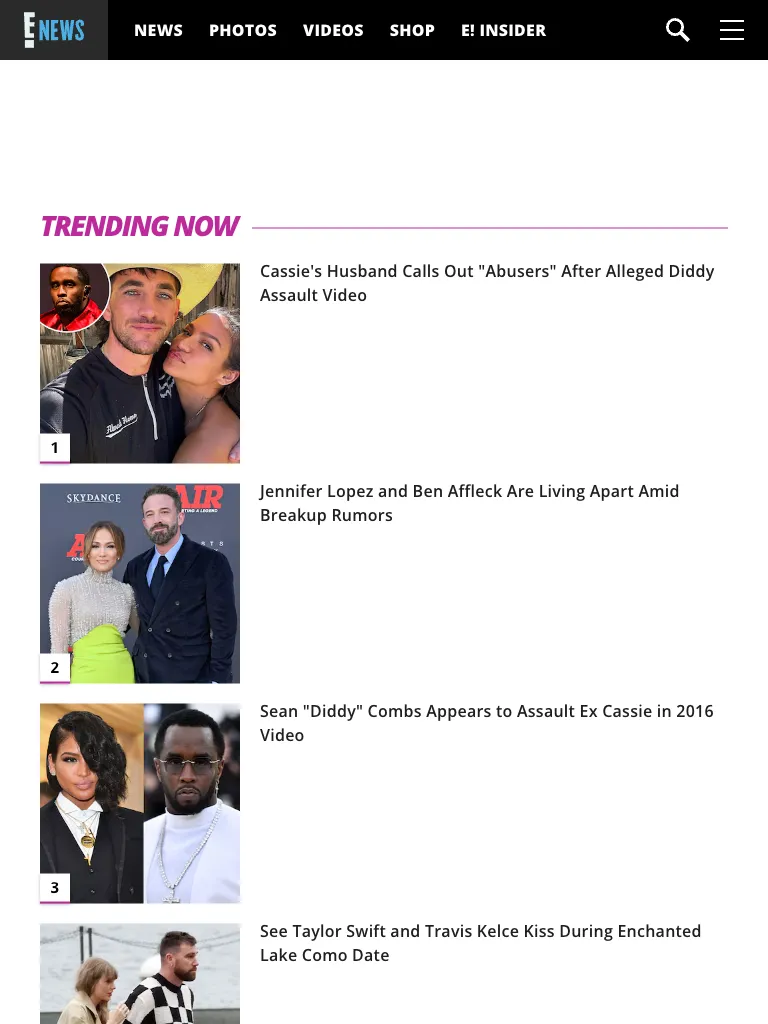 E! NEWS
NEWS PHOTOS VIDEOS SHOP E! INSIDER
TRENDING NOW
Cassie's Husband Calls Out "Abusers" After Alleged Diddy
Assault Video
1
SKYDANCE
AIR
Jennifer Lopez and Ben Affleck Are Living Apart Amid
Breakup Rumors
2
Sean "Diddy" Combs Appears to Assault Ex Cassie in 2016
Video
3
See Taylor Swift and Travis Kelce Kiss During Enchanted
Lake Como Date